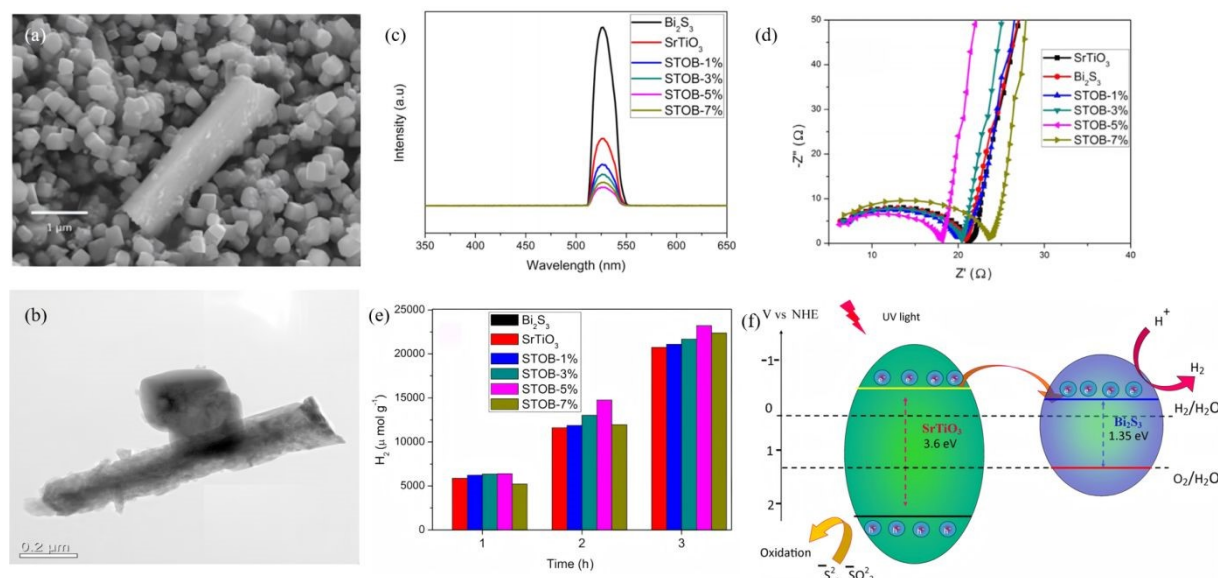 (a)
1 μm
(b)
0.2 μm
(c)
Intensity (a.u)
Bi₂S₃
SrTiO₃
STOB-1%
STOB-3%
STOB-5%
STOB-7%
350 400 450 500 550 600 650
Wavelength (nm)
(d)
-Z'' (Ω)
50
40
30
20
10
0
SrTiO₃
Bi₂S₃
STOB-1%
STOB-3%
STOB-5%
STOB-7%
0 10 20 30 40
Z' (Ω)
(e)
H₂ (μ mol g⁻¹)
25000
20000
15000
10000
5000
0
Bi₂S₃
SrTiO₃
STOB-1%
STOB-3%
STOB-5%
STOB-7%
1 2 3
Time (h)
(f)
V vs NHE
UV light
H⁺
H₂
-1
0
1
2
H₂/H₂O
O₂/H₂O
SrTiO₃
3.6 eV
Bi₂S₃
1.35 eV
Oxidation